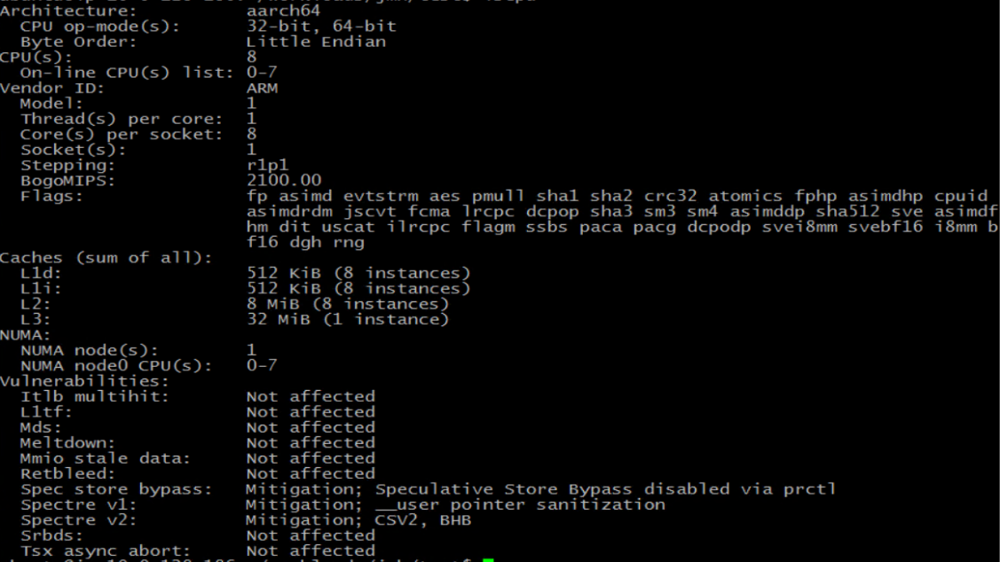 Architecture: aarch64
CPU op-mode(s): 32-bit, 64-bit
Byte Order: Little Endian
CPU(s): 8
On-line CPU(s) list: 0-7
Vendor ID: ARM
Model: 1
Thread(s) per core: 1
Core(s) per socket: 8
Socket(s): 1
Stepping: r1p1
BogoMIPS: 2100.00
Flags: fp asimd evtstrm aes pmull sha1 sha2 crc32 atomics fphp asimdhp cpuid
asimdrdm jscvt fcma lrcpc dcpop sha3 sm3 sm4 asimddp sha512 sve asimdf
hm dit uscat ilrcpc flagm ssbs paca pacg dcpodp svei8mm svebf16 i8mm b
f16 dgh rng
Caches (sum of all):
L1d: 512 KiB (8 instances)
L1i: 512 KiB (8 instances)
L2: 8 MiB (8 instances)
L3: 32 MiB (1 instance)
NUMA:
NUMA node(s): 1
NUMA node0 CPU(s): 0-7
Vulnerabilities:
Itlb multihit: Not affected
L1tf: Not affected
Mds: Not affected
Meltdown: Not affected
Mmio stale data: Not affected
Retbleed: Not affected
Spec store bypass: Mitigation; Speculative Store Bypass disabled via prctl
Spectre v1: Mitigation; __user pointer sanitization
Spectre v2: Mitigation; CSV2, BHB
Srbds: Not affected
Tsx async abort: Not affected